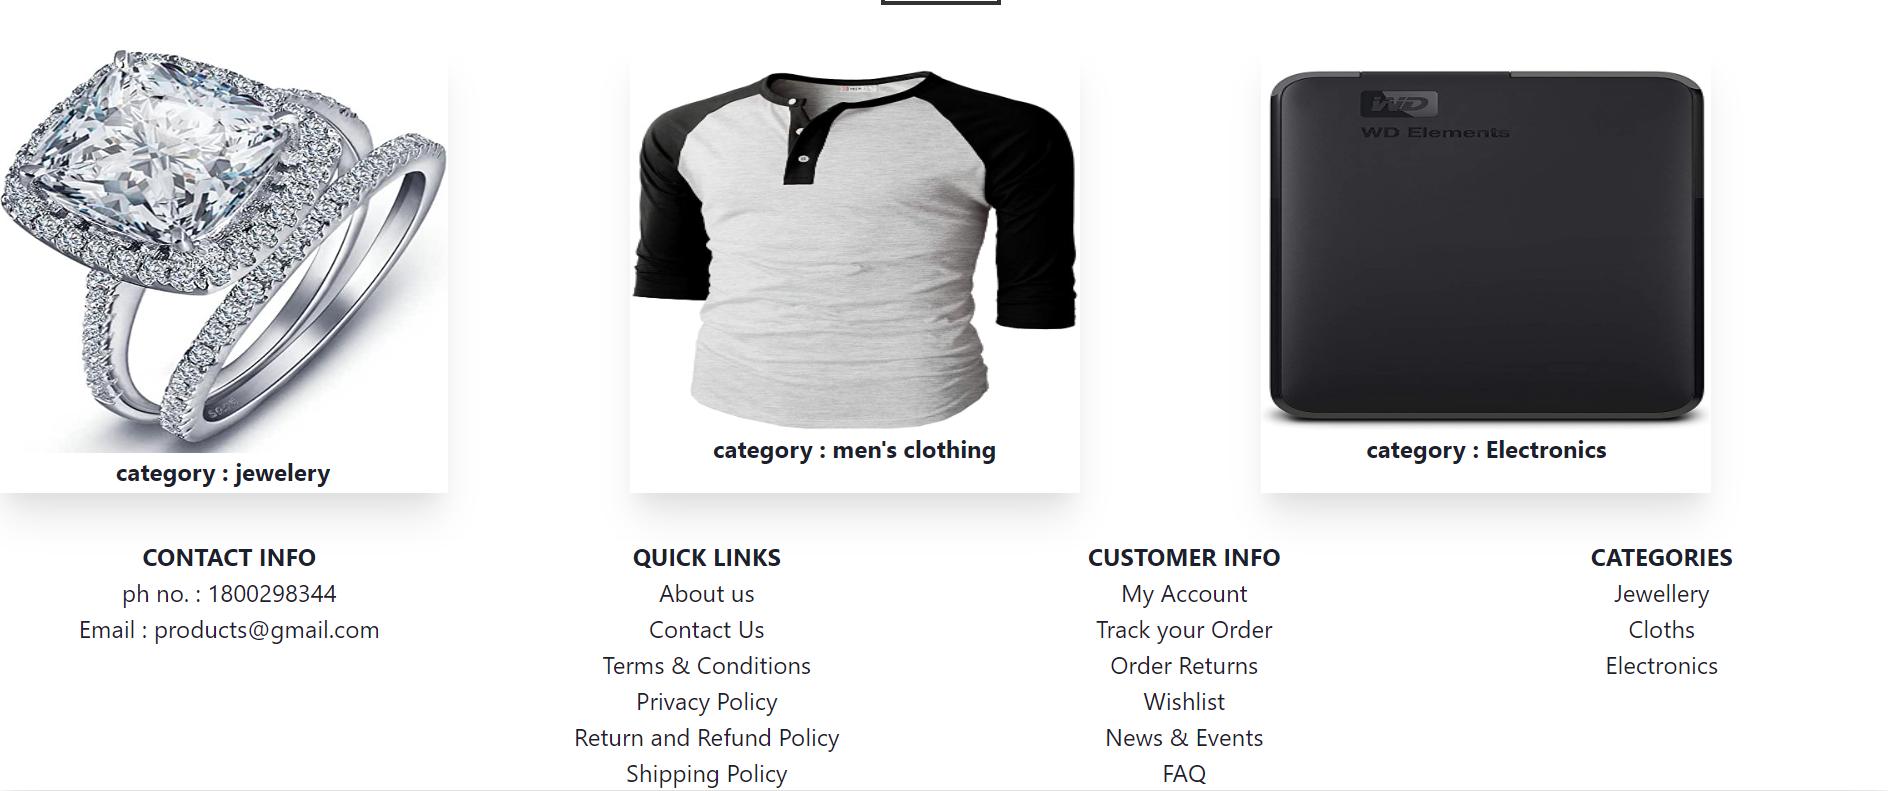 WD
WD Elements
category : jewelery
category : men's clothing
category : Electronics
CONTACT INFO
ph no. : 1800298344
Email : products@gmail.com
QUICK LINKS
About us
Contact Us
Terms & Conditions
Privacy Policy
Return and Refund Policy
Shipping Policy
CUSTOMER INFO
My Account
Track your Order
Order Returns
Wishlist
News & Events
FAQ
CATEGORIES
Jewellery
Cloths
Electronics